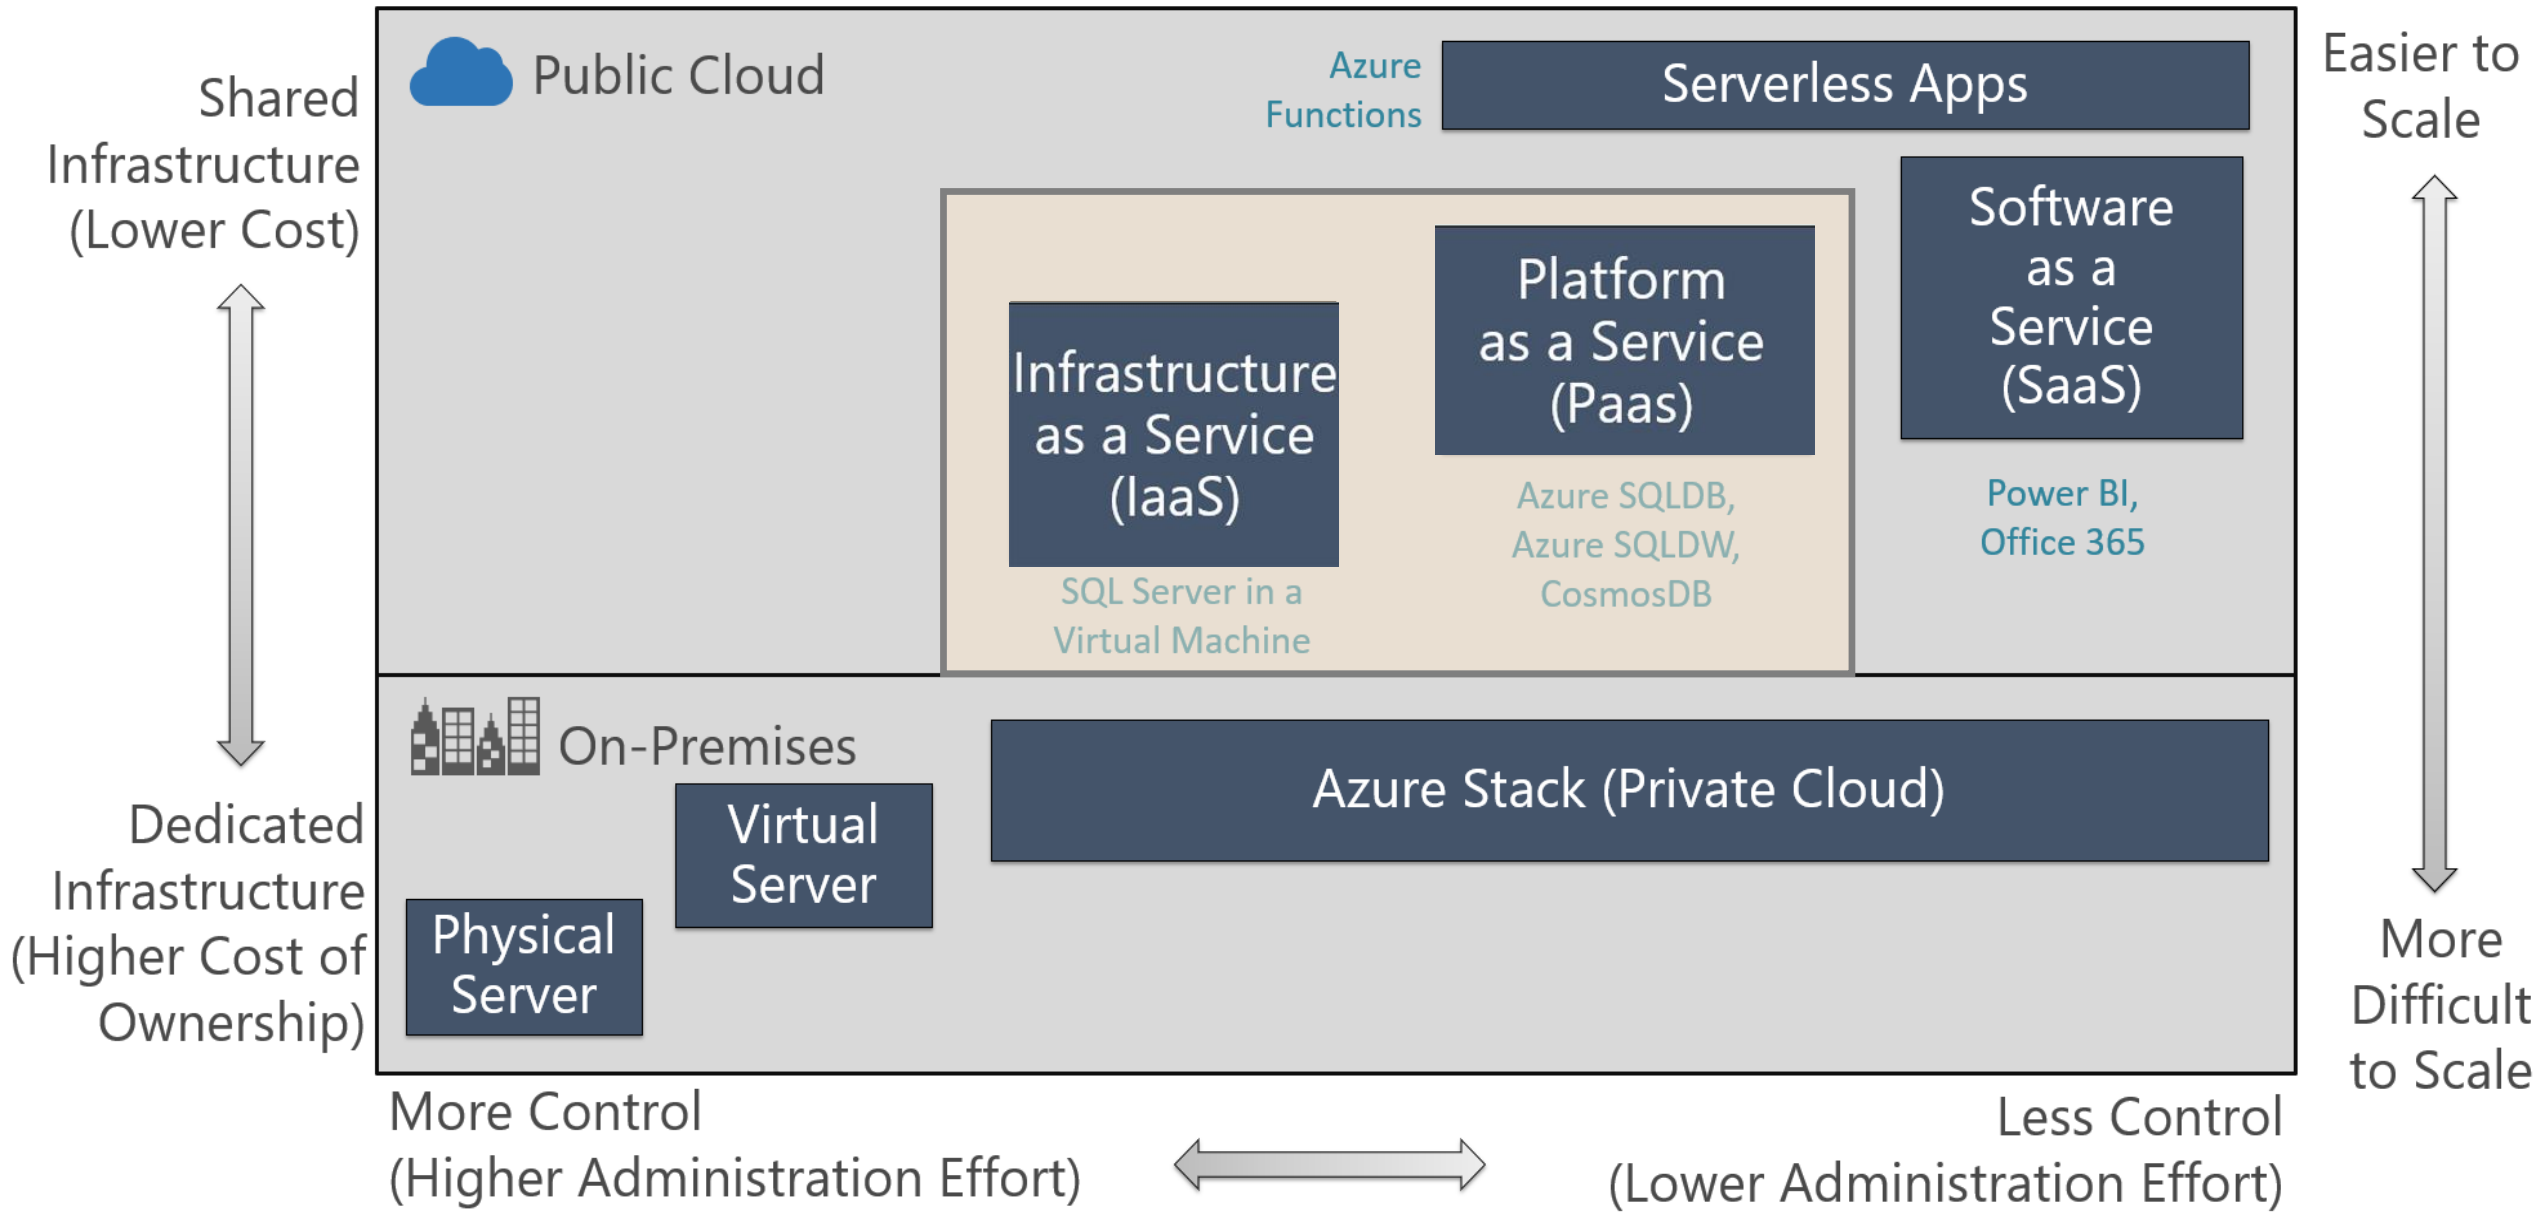 Shared
Infrastructure
(Lower Cost)
Dedicated
Infrastructure
(Higher Cost of
Ownership)
Public Cloud
Azure
Functions
Serverless Apps
Infrastructure
as a Service
(IaaS)
SQL Server in a
Virtual Machine
Platform
as a Service
(Paas)
Azure SQLDB,
Azure SQLDW,
CosmosDB
Software
as a
Service
(SaaS)
Power BI,
Office 365
On-Premises
Physical
Server
Virtual
Server
Azure Stack (Private Cloud)
Easier to
Scale
More
Difficult
to Scale
More Control
(Higher Administration Effort)
Less Control
(Lower Administration Effort)